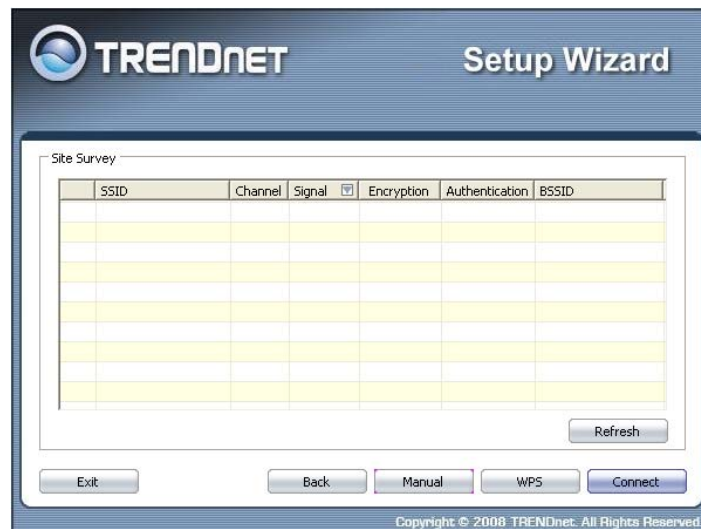 TRENDNET
Setup Wizard
Site Survey
SSID Channel Signal Encryption Authentication BSSID
Refresh
Exit Back Manual WPS Connect
Copyright © 2008 TRENDnet. All Rights Reserved